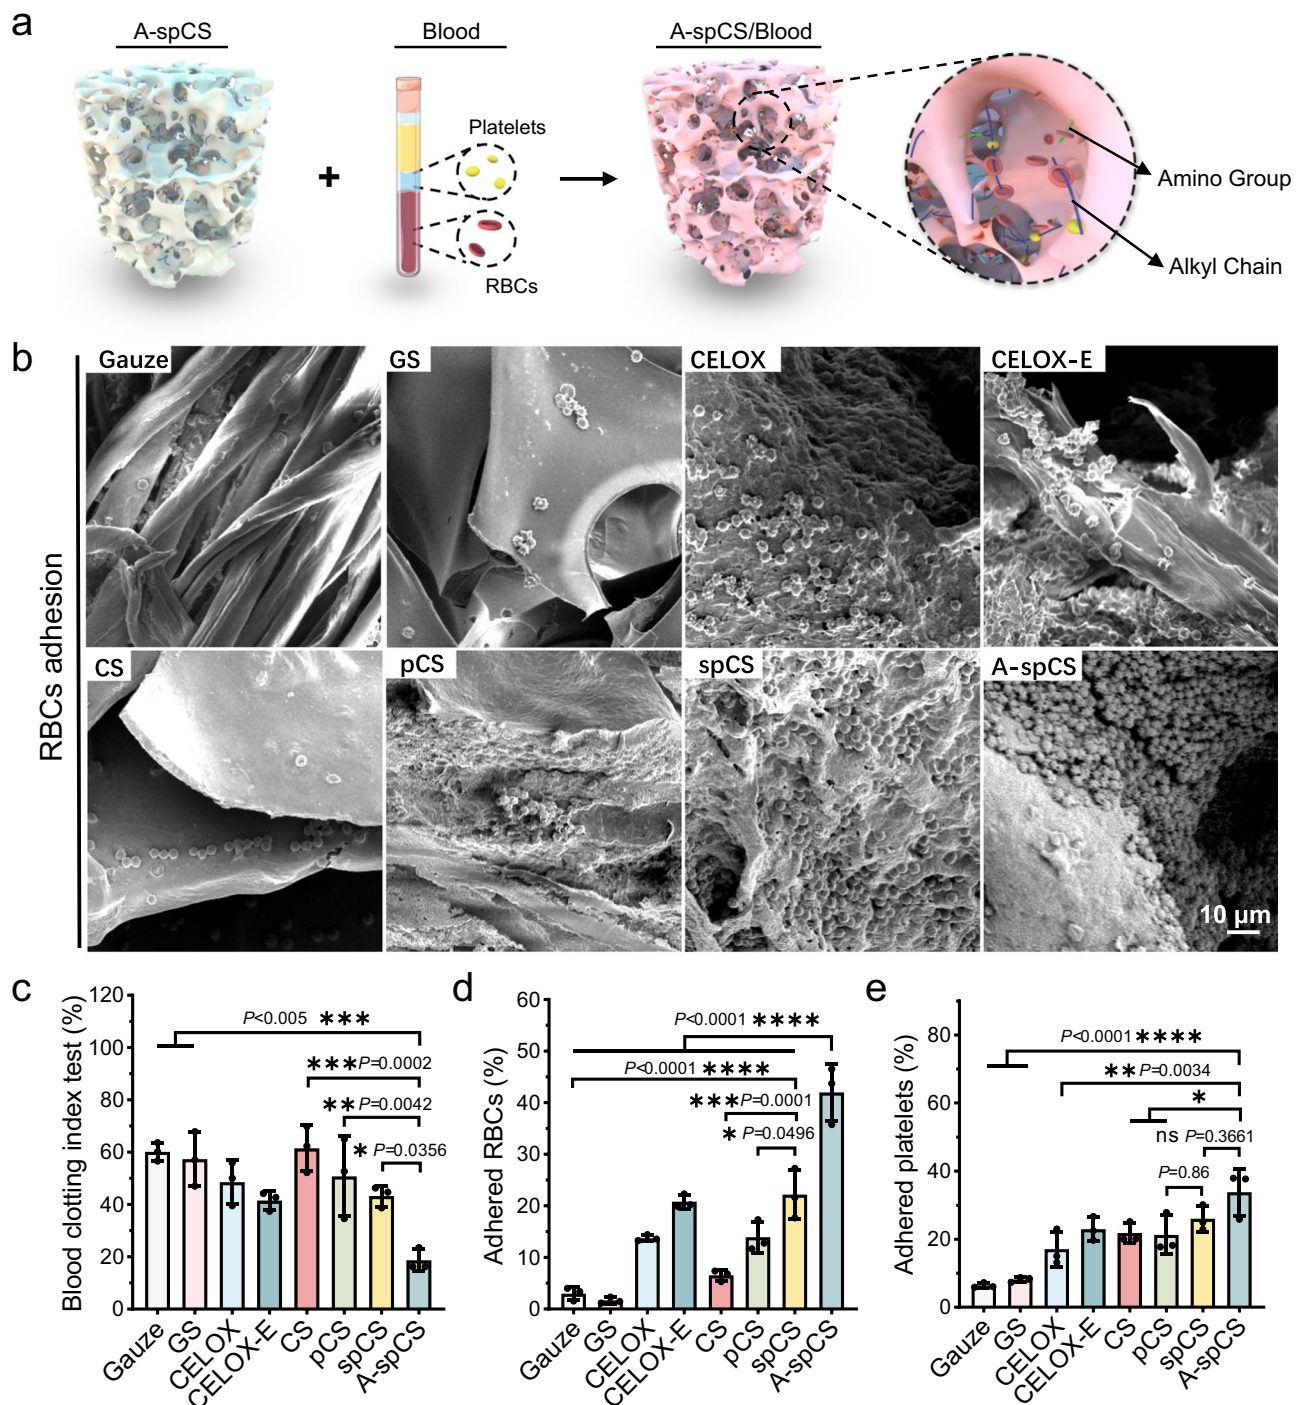 a
A-spCS
Blood
A-spCS/Blood
Platelets
+
RBCs
Amino Group
Alkyl Chain
b
RBCs adhesion
Gauze
GS
CELOX
CELOX-E
CS
pCS
spCS
A-spCS
10 μm
c
Blood clotting index test (%)
120
100
80
60
40
20
0
P<0.005 ***
*** P=0.0002
** P=0.0042
* P=0.0356
Gauze
GS
CELOX
CELOX-E
CS
pCS
spCS
A-spCS
d
Adhered RBCs (%)
60
50
40
30
20
10
0
P<0.0001 ****
P<0.0001 ****
*** P=0.0001
* P=0.0496
Gauze
GS
CELOX
CELOX-E
CS
pCS
spCS
A-spCS
e
Adhered platelets (%)
80
60
40
20
0
P<0.0001 ****
** P=0.0034
*
ns P=0.3661
P=0.86
Gauze
GS
CELOX
CELOX-E
CS
pCS
spCS
A-spCS